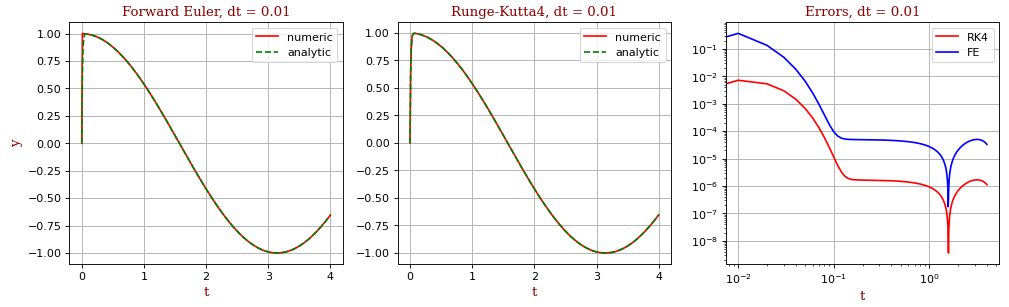 Forward Euler, dt = 0.01
y
1.00
0.75
0.50
0.25
0.00
−0.25
−0.50
−0.75
−1.00
numeric
analytic
0 1 2 3 4
t
Runge-Kutta4, dt = 0.01
1.00
0.75
0.50
0.25
0.00
−0.25
−0.50
−0.75
−1.00
numeric
analytic
0 1 2 3 4
t
Errors, dt = 0.01
10⁻¹
10⁻²
10⁻³
10⁻⁴
10⁻⁵
10⁻⁶
10⁻⁷
10⁻⁸
RK4
FE
10⁻² 10⁻¹ 10⁰
t